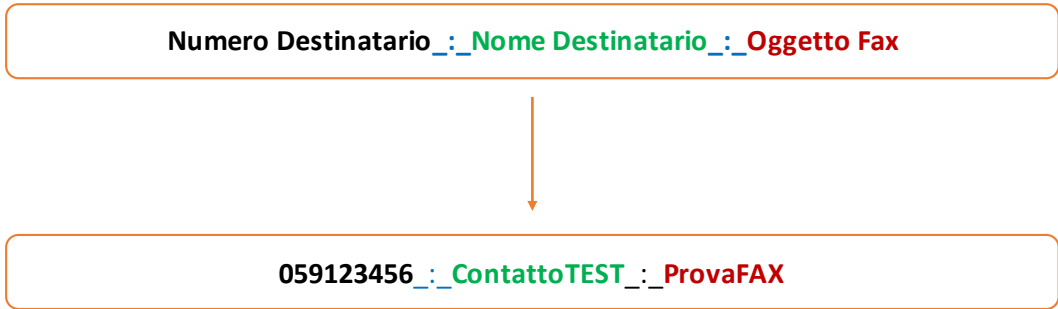 Numero Destinatario_:_Nome Destinatario_:_Oggetto Fax
059123456_:_ContattoTEST_:_ProvaFAX